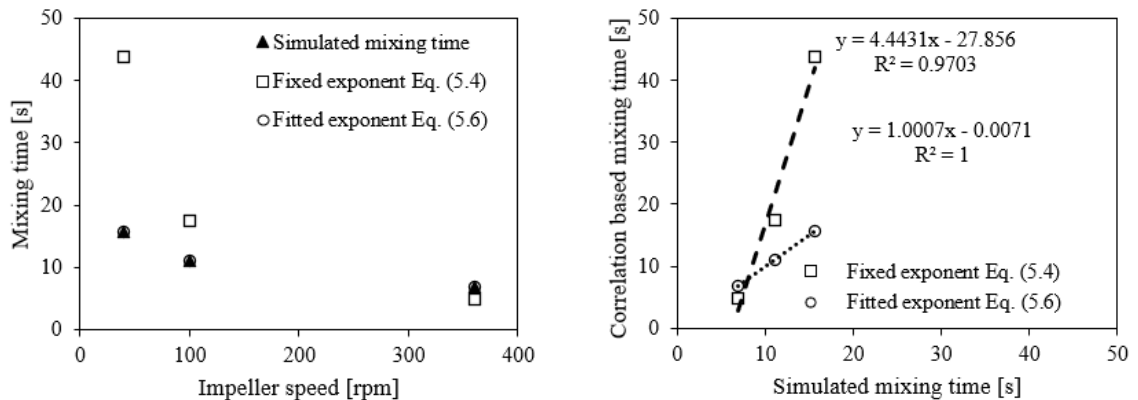 50
40
30
20
10
0
Mixing time [s]
Simulated mixing time
Fixed exponent Eq. (5.4)
Fitted exponent Eq. (5.6)
0 100 200 300 400
Impeller speed [rpm]
50
40
30
20
10
0
Correlation based mixing time [s]
y = 4.4431x - 27.856
R² = 0.9703
y = 1.0007x - 0.0071
R² = 1
Fixed exponent Eq. (5.4)
Fitted exponent Eq. (5.6)
0 10 20 30 40 50
Simulated mixing time [s]